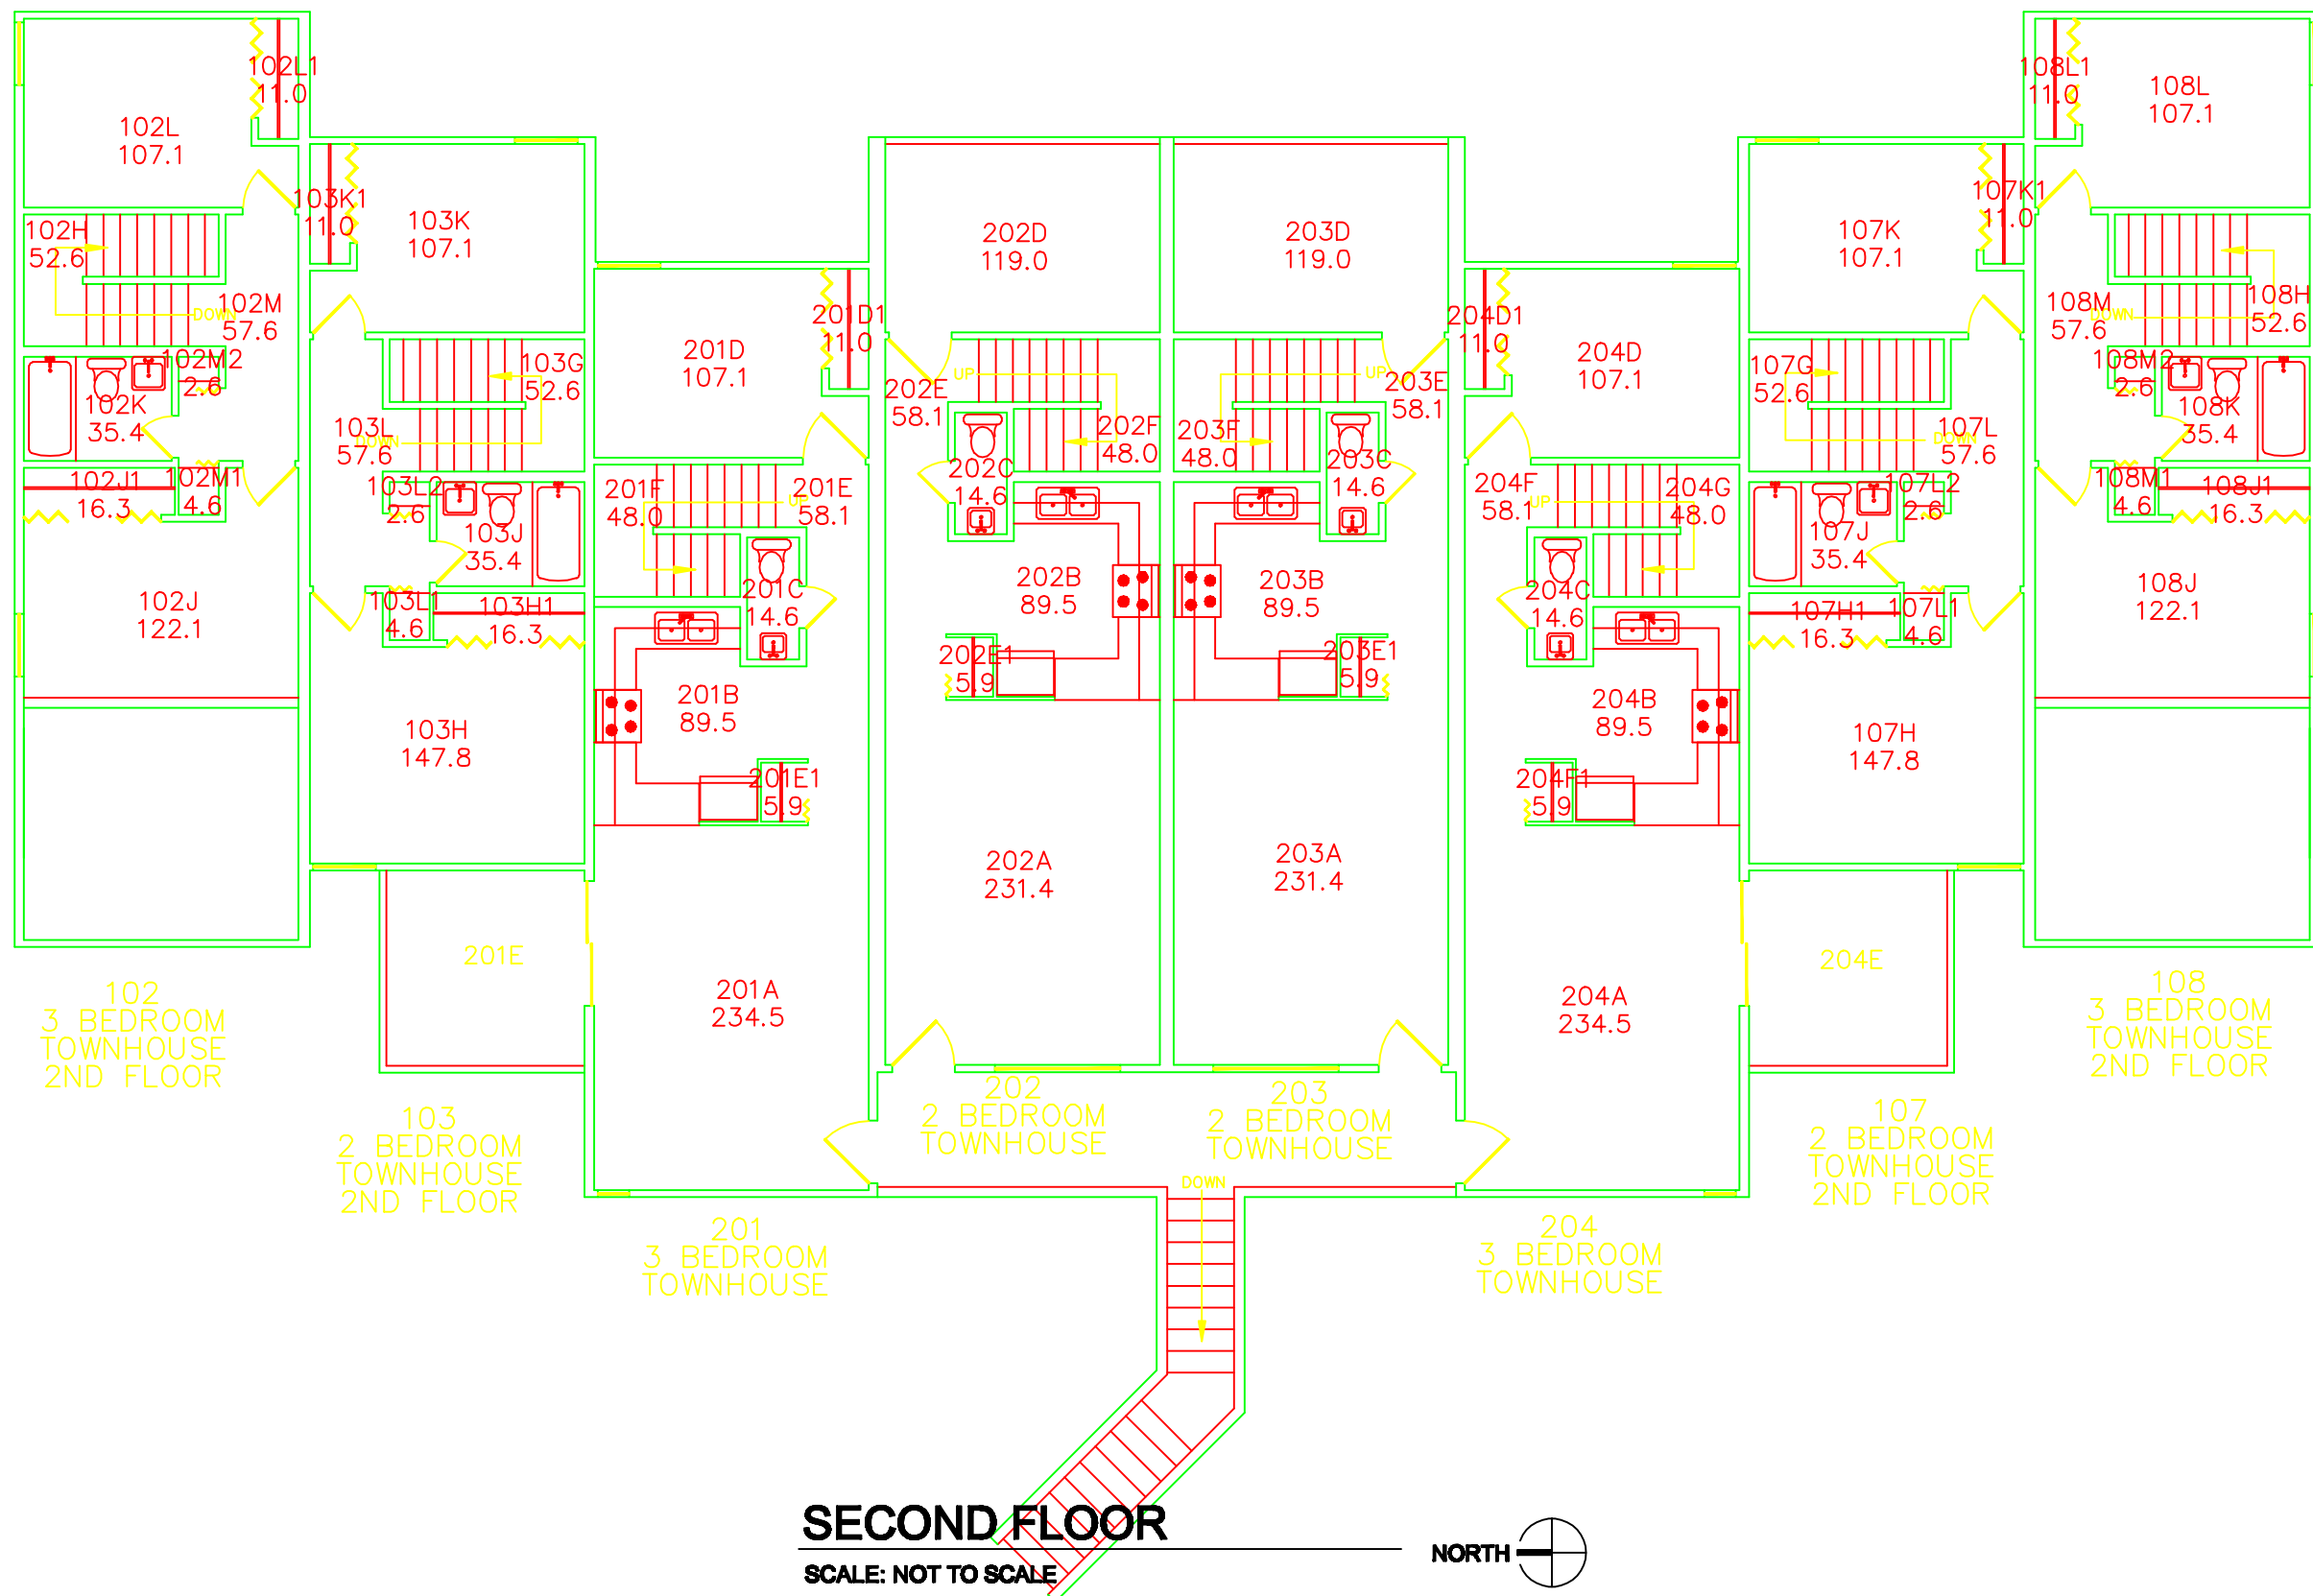 102L1
11.0
102L
107.1
102H
52.6
102M
57.6
DOWN
102M2
2.6
102K
35.4
102J1
16.3
102M1
4.6
102J
122.1
102
3 BEDROOM
TOWNHOUSE
2ND FLOOR
103K1
11.0
103K
107.1
103G
52.6
103L
57.6
DOWN
103L2
2.6
103J
35.4
103L1
4.6
103H1
16.3
103H
147.8
201E
103
2 BEDROOM
TOWNHOUSE
2ND FLOOR
201D1
11.0
201D
107.1
201F
48.0
UP
201E
58.1
201C
14.6
201B
89.5
201E1
5.9
201A
234.5
201
3 BEDROOM
TOWNHOUSE
202D
119.0
UP
202E
58.1
202F
48.0
202C
14.6
202B
89.5
202E1
5.9
202A
231.4
202
2 BEDROOM
TOWNHOUSE
203D
119.0
UP
203E
58.1
203F
48.0
203C
14.6
203B
89.5
203E1
5.9
203A
231.4
203
2 BEDROOM
TOWNHOUSE
DOWN
204D1
11.0
204D
107.1
204F
58.1
UP
204G
48.0
204C
14.6
204B
89.5
204F1
5.9
204A
234.5
204
3 BEDROOM
TOWNHOUSE
107K1
11.0
107K
107.1
107G
52.6
107L
57.6
DOWN
107L2
2.6
107J
35.4
107H1
16.3
107L1
4.6
107H
147.8
204E
107
2 BEDROOM
TOWNHOUSE
2ND FLOOR
108L1
11.0
108L
107.1
108M
57.6
DOWN
108H
52.6
108M2
2.6
108K
35.4
108M1
4.6
108J1
16.3
108J
122.1
108
3 BEDROOM
TOWNHOUSE
2ND FLOOR
SECOND FLOOR
SCALE: NOT TO SCALE
NORTH